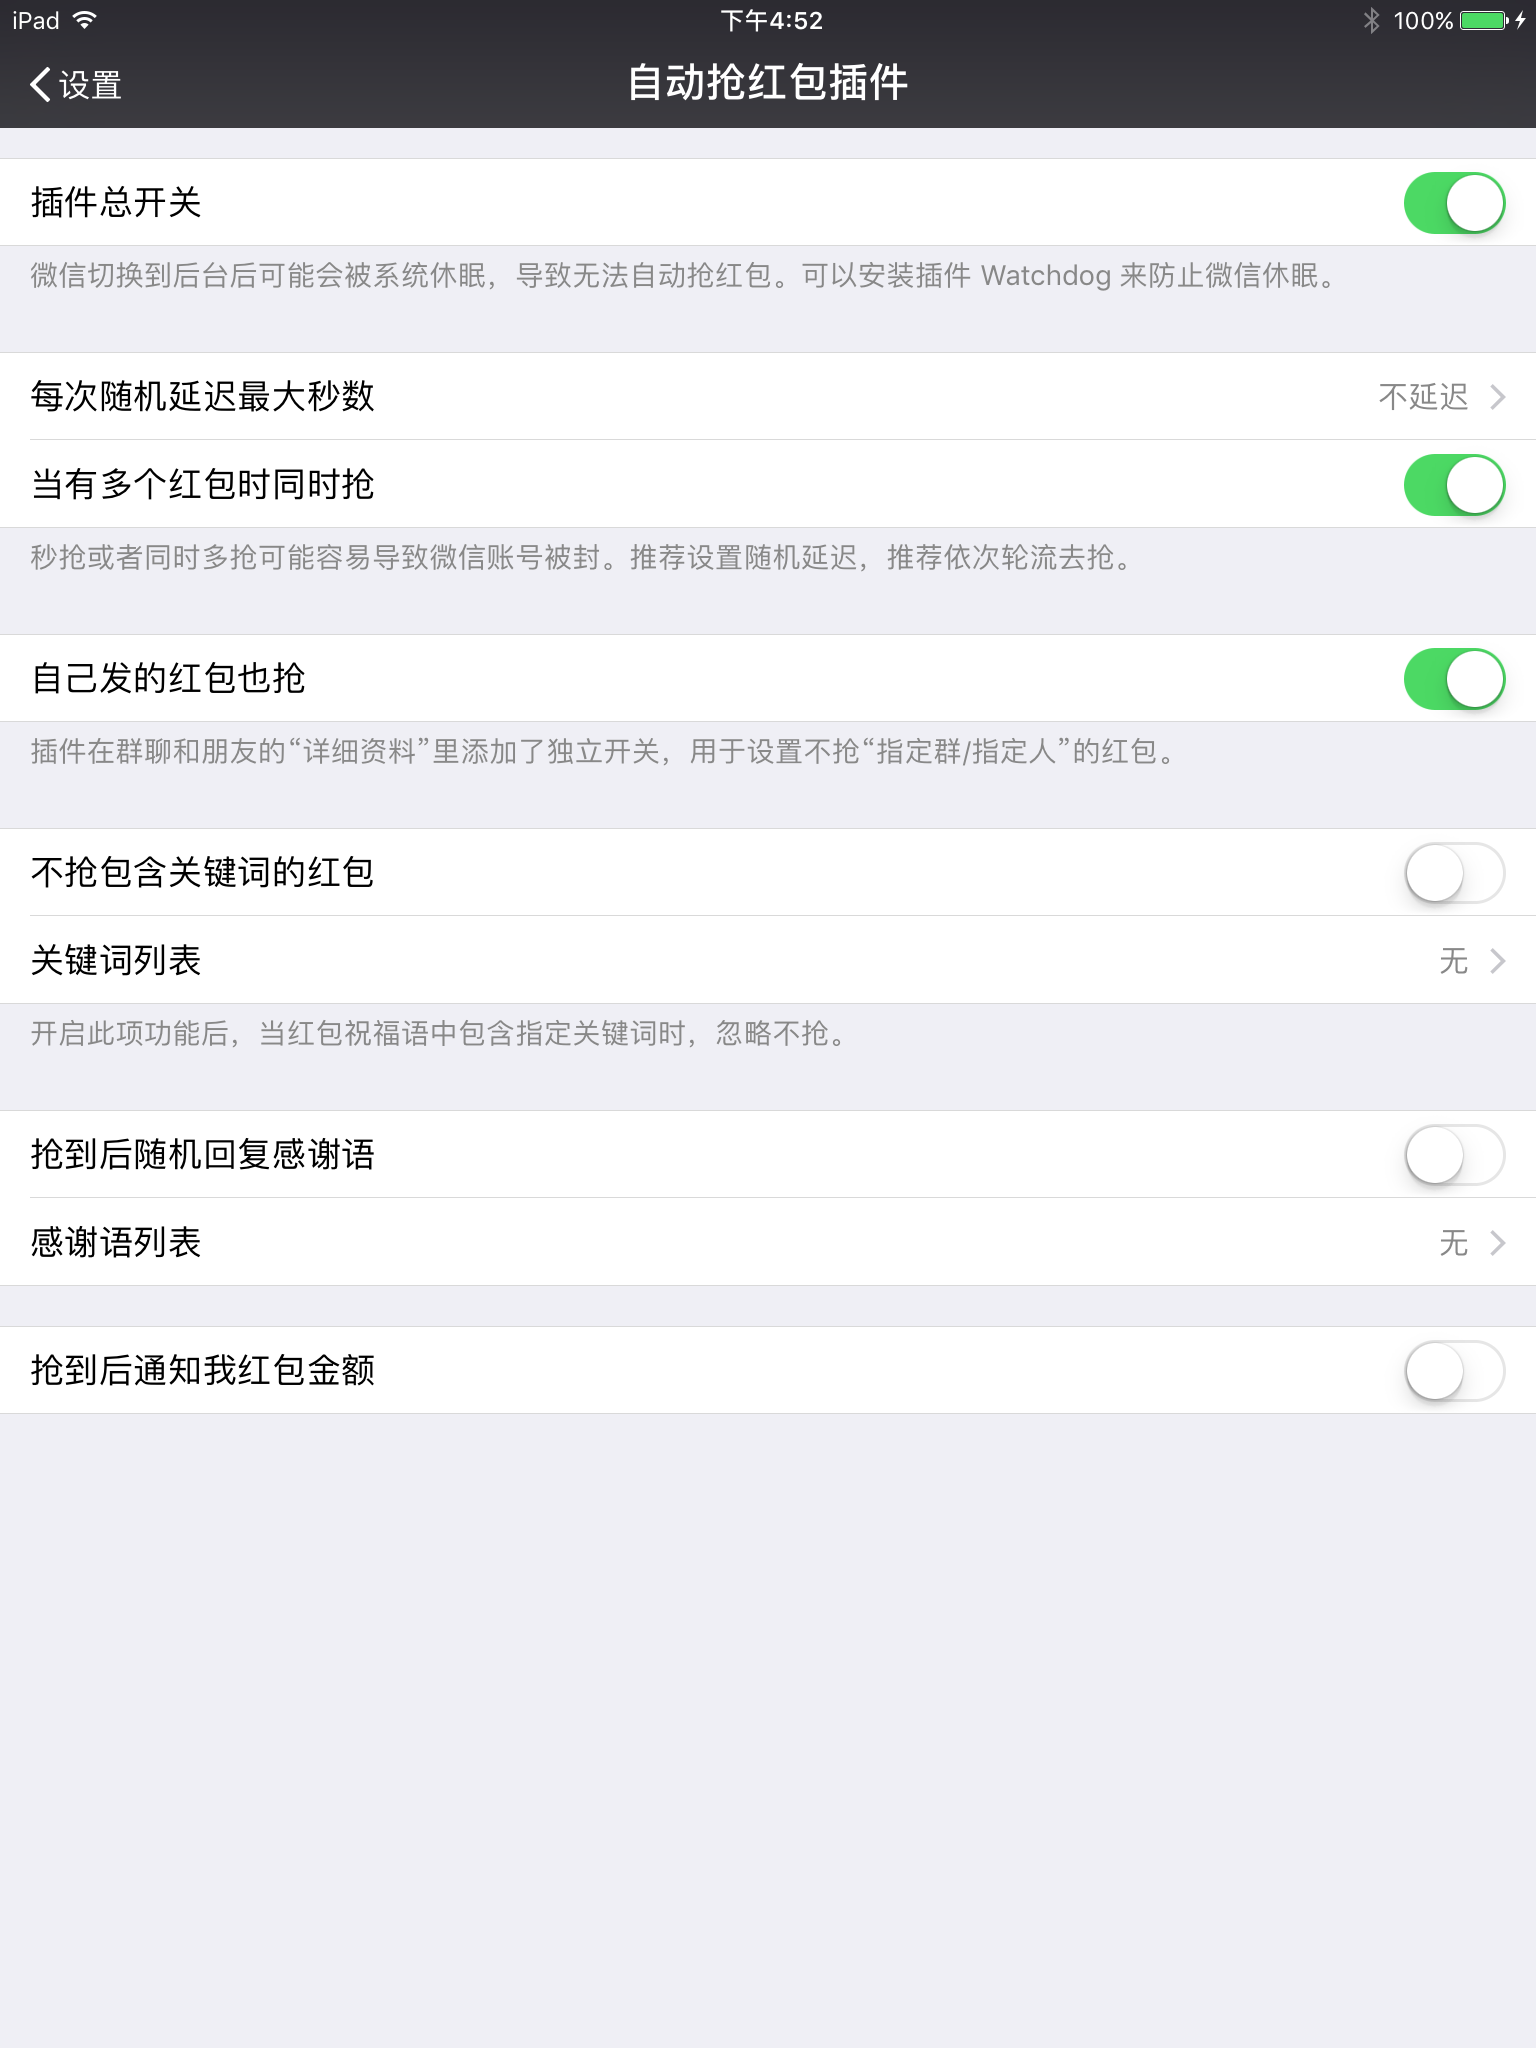 iPad 下午4:52 100%
设置 自动抢红包插件
插件总开关
微信切换到后台后可能会被系统休眠，导致无法自动抢红包。可以安装插件 Watchdog 来防止微信休眠。
每次随机延迟最大秒数 不延迟
当有多个红包时同时抢
秒抢或者同时多抢可能容易导致微信账号被封。推荐设置随机延迟，推荐依次轮流去抢。
自己发的红包也抢
插件在群聊和朋友的“详细资料”里添加了独立开关，用于设置不抢“指定群/指定人”的红包。
不抢包含关键词的红包
关键词列表 无
开启此项功能后，当红包祝福语中包含指定关键词时，忽略不抢。
抢到后随机回复感谢语
感谢语列表 无
抢到后通知我红包金额